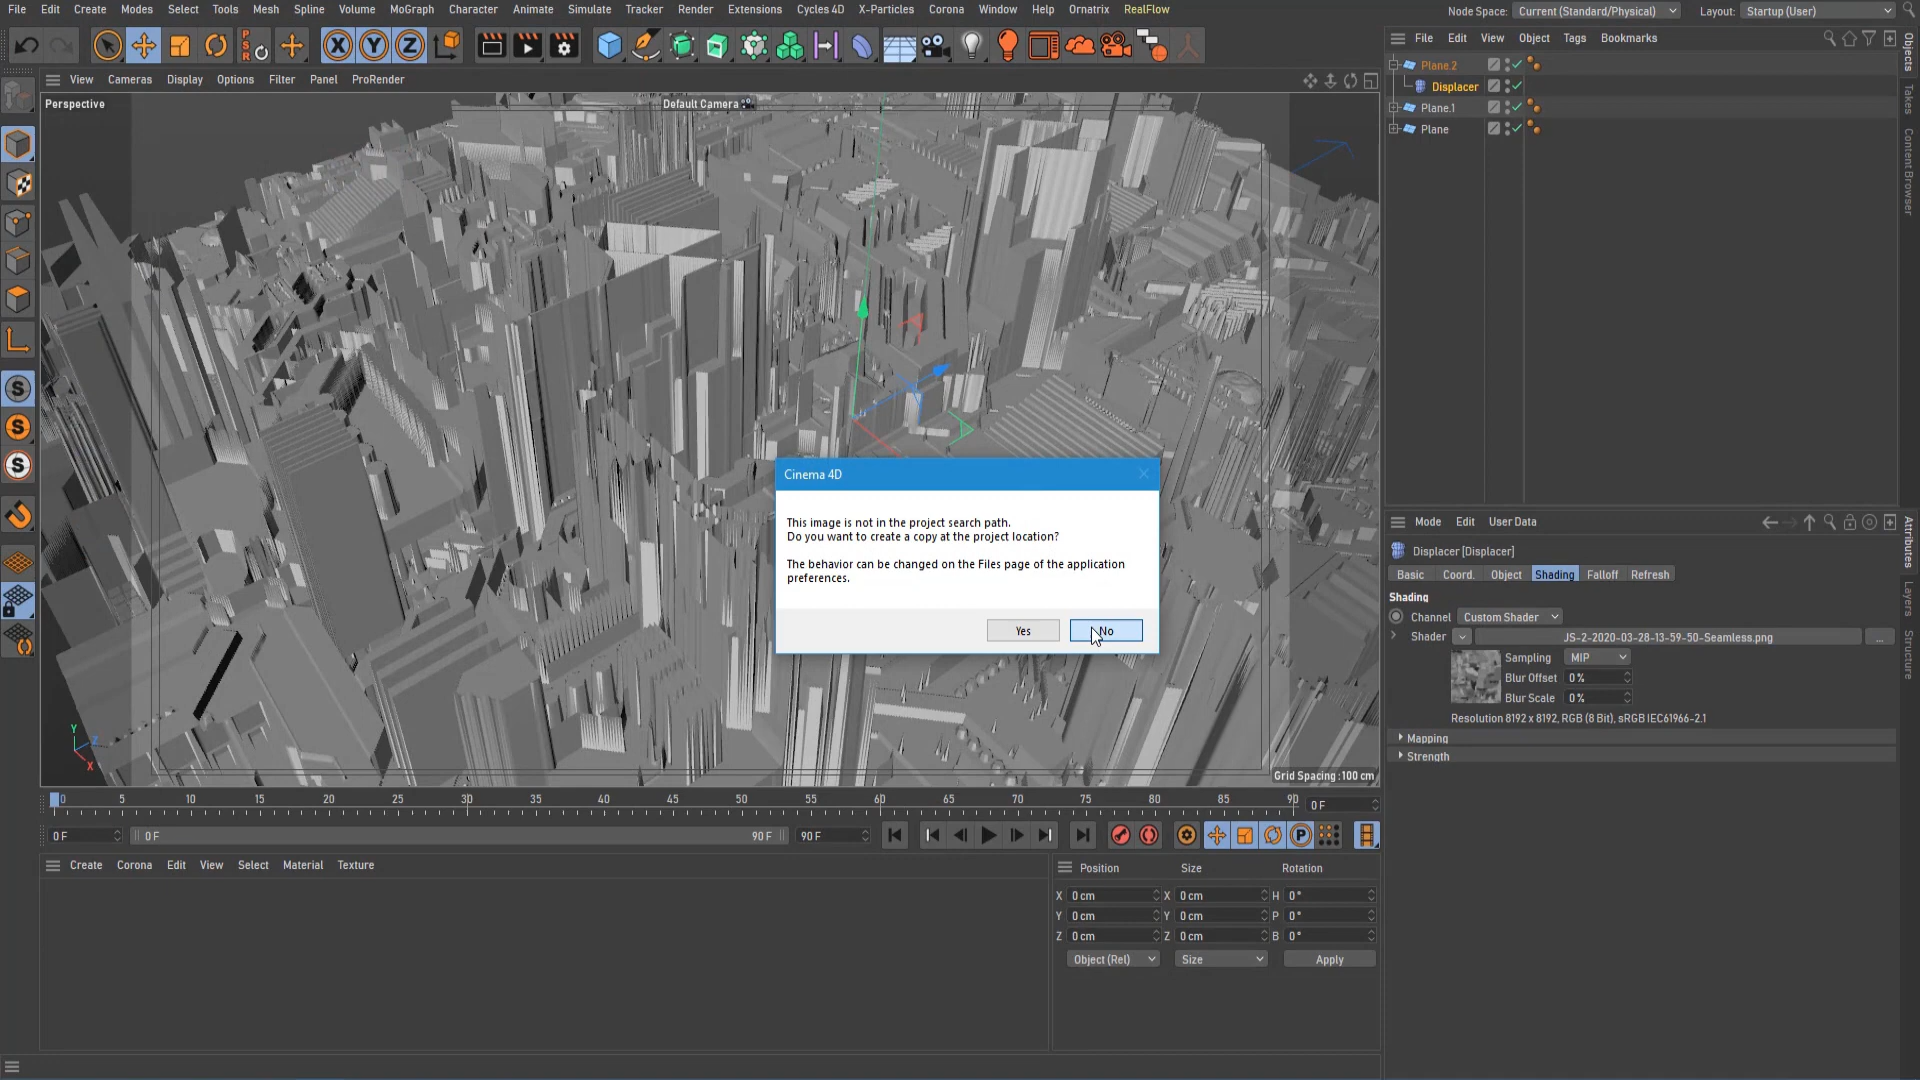 File Edit Create Modes Select Tools Mesh Spline Volume MoGraph Character Animate Simulate Tracker Render Extensions Cycles 4D X-Particles Corona Window Help Ornatrix RealFlow
Node Space: Current (Standard/Physical) Layout: Startup (User)
PSR X Y Z
File Edit View Object Tags Bookmarks
View Cameras Display Options Filter Panel ProRender
Perspective
Default Camera
Plane.2
Displacer
Plane.1
Plane
Objects
Takes
Content Browser
Cinema 4D
This image is not in the project search path.
Do you want to create a copy at the project location?
The behavior can be changed on the Files page of the application
preferences.
Yes No
S
S
S
Mode Edit User Data
Displacer [Displacer]
Basic Coord. Object Shading Falloff Refresh
Shading
Channel Custom Shader
Shader JS-2-2020-03-28-13-59-50-Seamless.png ...
Sampling MIP
Blur Offset 0 %
Blur Scale 0 %
Resolution 8192 x 8192, RGB (8 Bit), sRGB IEC61966-2.1
Mapping
Strength
Attributes
Layers
Structure
Y
Z
X
Grid Spacing : 100 cm
0 5 10 15 20 25 30 35 40 45 50 55 60 65 70 75 80 85 90 0 F
0 F 0 F 90 F 90 F P
Create Corona Edit View Select Material Texture
Position Size Rotation
X 0 cm X 0 cm H 0 °
Y 0 cm Y 0 cm P 0 °
Z 0 cm Z 0 cm B 0 °
Object (Rel) Size Apply